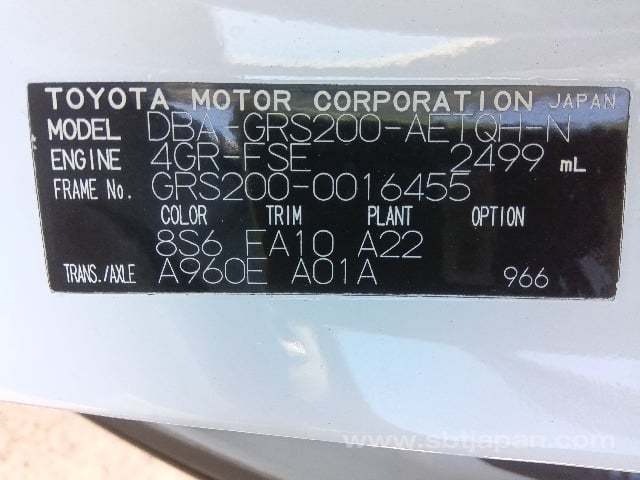 TOYOTA MOTOR CORPORATION JAPAN
MODEL DBA-GRS200-AETQH-N
ENGINE 4GR-FSE 2499 mL
FRAME No. GRS200-0016455
COLOR TRIM PLANT OPTION
8S6 FA10 A22
TRANS./AXLE A960E A01A 966
www.sbtjapan.com